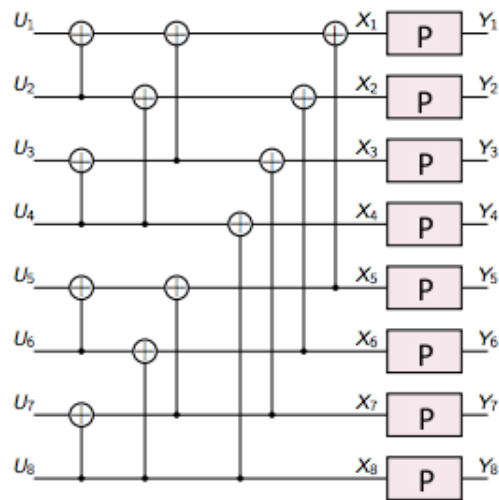 U1 X1 P Y1
U2 X2 P Y2
U3 X3 P Y3
U4 X4 P Y4
U5 X5 P Y5
U6 X6 P Y6
U7 X7 P Y7
U8 X8 P Y8